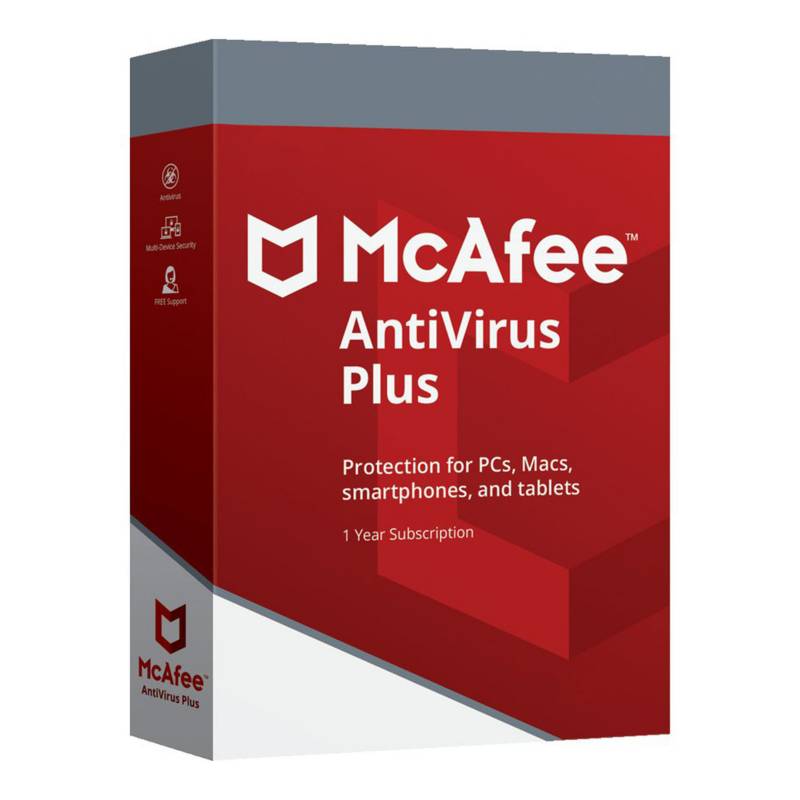 Antivirus
Multi-Device Security
FREE Support
McAfee™
AntiVirus Plus
McAfee™
AntiVirus
Plus
Protection for PCs, Macs,
smartphones, and tablets
1 Year Subscription